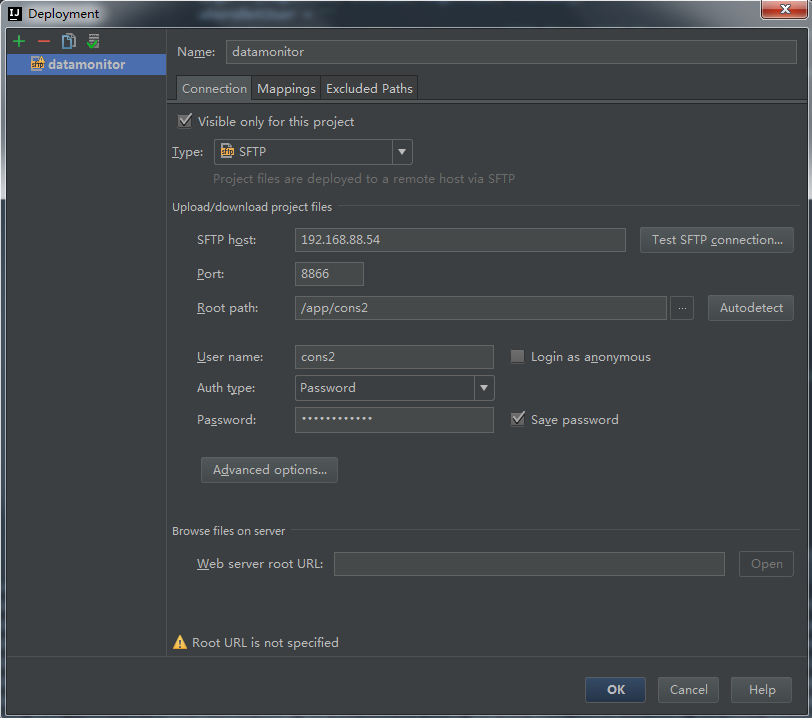 Deployment
datamonitor
Name: datamonitor
Connection Mappings Excluded Paths
Visible only for this project
Type: SFTP
Project files are deployed to a remote host via SFTP
Upload/download project files
SFTP host: 192.168.88.54 Test SFTP connection...
Port: 8866
Root path: /app/cons2 ... Autodetect
User name: cons2 Login as anonymous
Auth type: Password
Password: •••••••••••• Save password
Advanced options...
Browse files on server
Web server root URL: Open
Root URL is not specified
OK Cancel Help